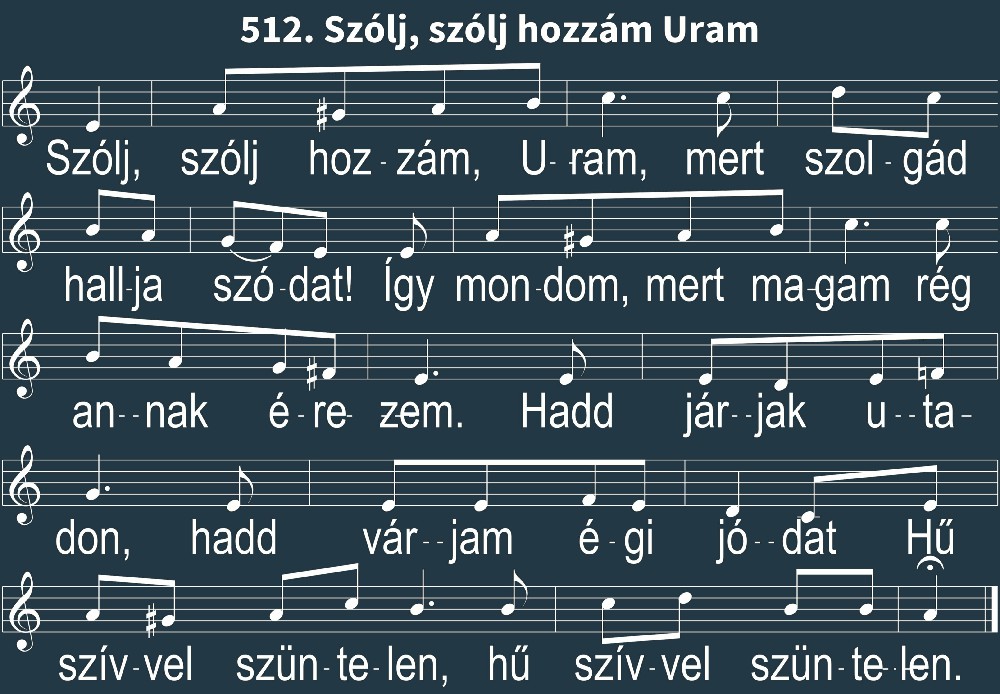 512. Szólj, szólj hozzám Uram
Szólj, szólj hoz - zám, U- ram, mert szol - gád
hall-ja szó-dat! Így mon-dom, mert ma-gam rég
an--nak é-re- zem. Hadd jár--jak u--ta-
don, hadd vár--jam é-gi jó--dat Hű
szív-vel szün-te-len, hű szív-vel szün-te-len.